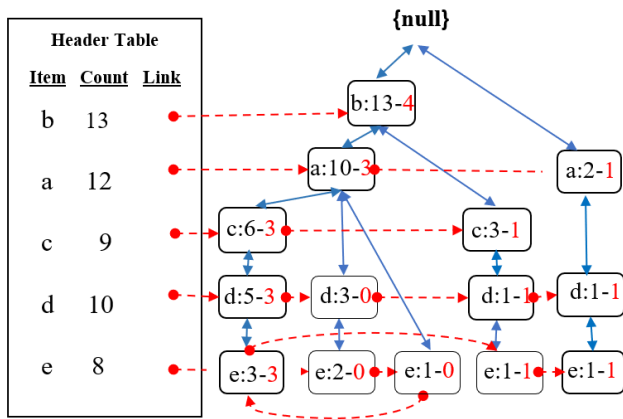 {null}
Header Table
Item Count Link
b 13
a 12
c 9
d 10
e 8
b:13-4
a:10-3 a:2-1
c:6-3 c:3-1
d:5-3 d:3-0 d:1-1 d:1-1
e:3-3 e:2-0 e:1-0 e:1-1 e:1-1